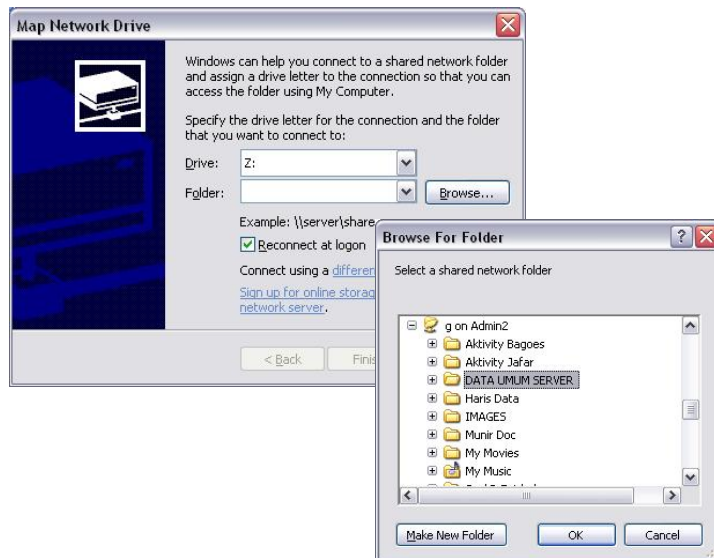 Map Network Drive
Windows can help you connect to a shared network folder
and assign a drive letter to the connection so that you can
access the folder using My Computer.
Specify the drive letter for the connection and the folder
that you want to connect to:
Drive: Z:
Folder: Browse...
Example: \\server\share
Reconnect at logon
Connect using a differen
Sign up for online storag
network server.
< Back Finis
Browse For Folder
Select a shared network folder
g on Admin2
Aktivity Bagoes
Aktivity Jafar
DATA UMUM SERVER
Haris Data
IMAGES
Munir Doc
My Movies
My Music
Make New Folder OK Cancel